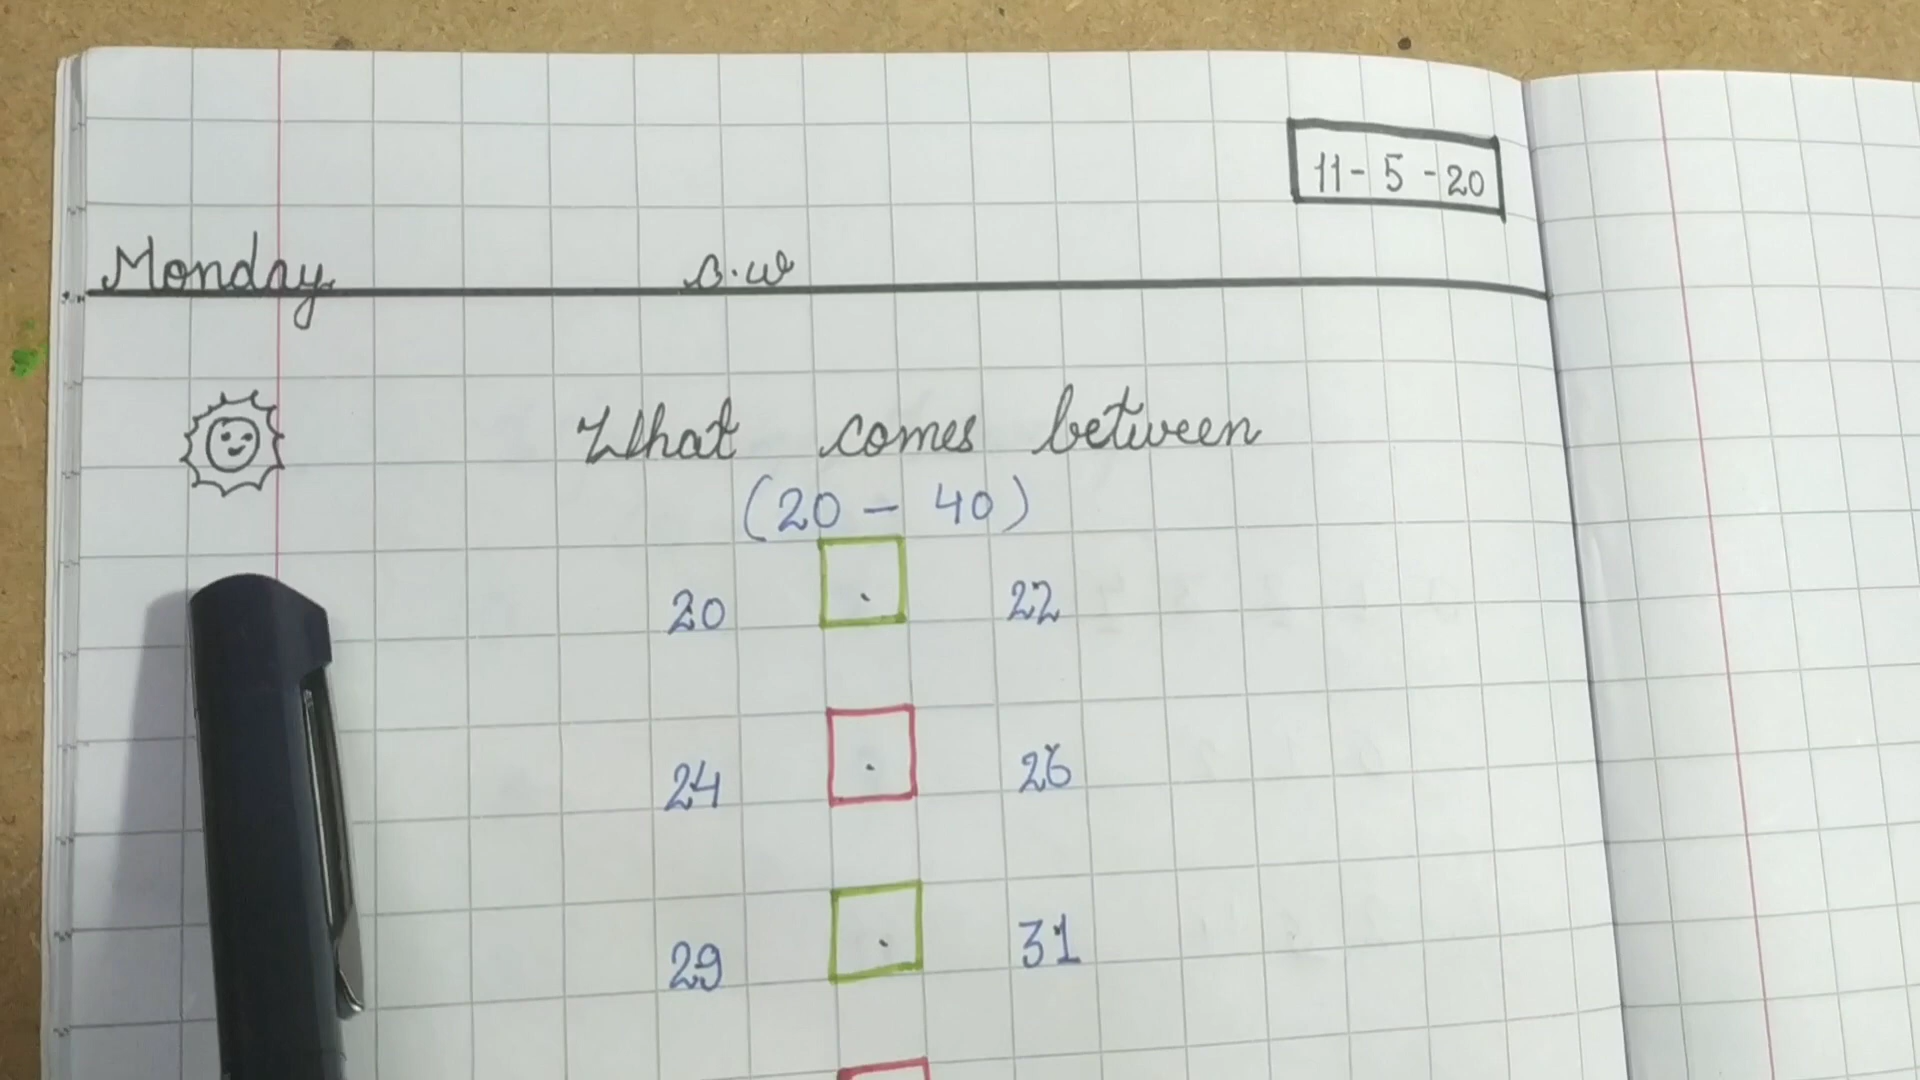 11 - 5 - 20
Monday C.W
What comes between
(20 - 40)
20 . 22
24 . 26
29 . 31